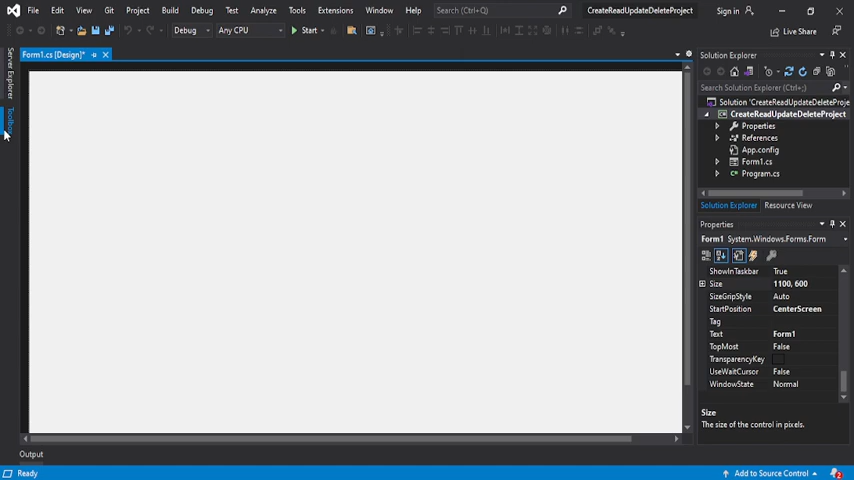 File Edit View Git Project Build Debug Test Analyze Tools Extensions Window Help Search (Ctrl+Q) CreateReadUpdateDeleteProject Sign in
Debug Any CPU Start Live Share
Form1.cs [Design]*
Server Explorer
Toolbox
Solution Explorer
Search Solution Explorer (Ctrl+;)
Solution 'CreateReadUpdateDeleteProject'
CreateReadUpdateDeleteProject
Properties
References
App.config
Form1.cs
Program.cs
Solution Explorer Resource View
Properties
Form1 System.Windows.Forms.Form
ShowInTaskbar True
Size 1100, 600
SizeGripStyle Auto
StartPosition CenterScreen
Tag
Text Form1
TopMost False
TransparencyKey
UseWaitCursor False
WindowState Normal
Size
The size of the control in pixels.
Output
Ready Add to Source Control 2